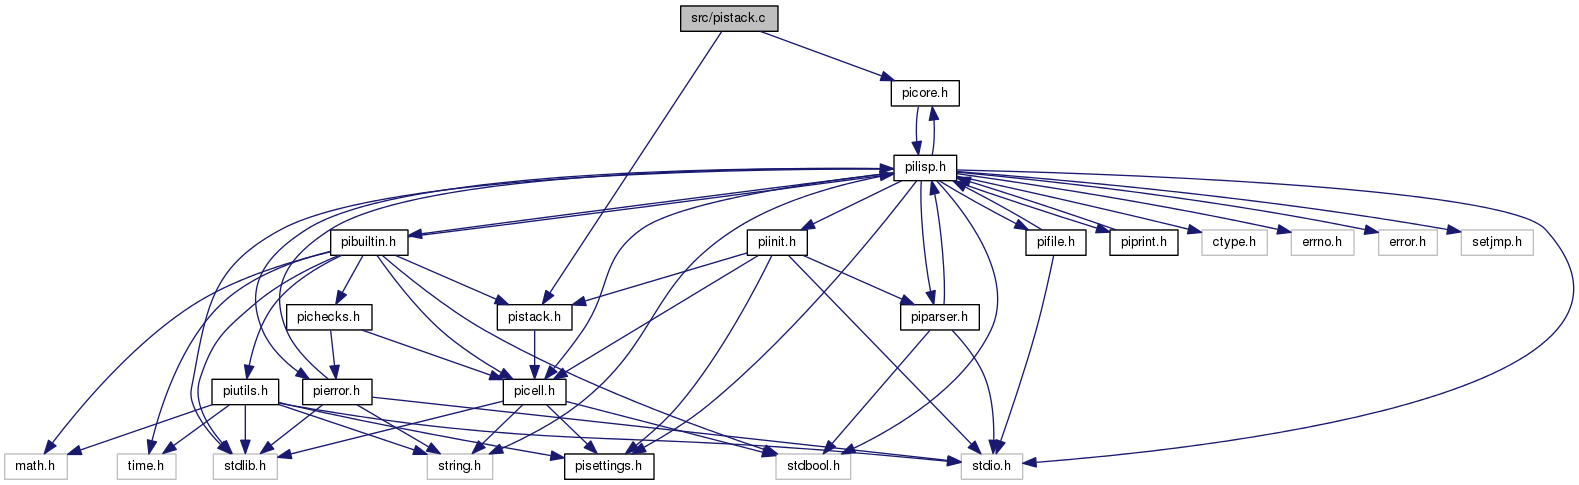 src/pistack.c
picore.h
pilisp.h
pibuiltin.h
piinit.h
pifile.h
piprint.h
ctype.h
errno.h
error.h
setjmp.h
pichecks.h
pistack.h
piparser.h
piutils.h
pierror.h
picell.h
math.h
time.h
stdlib.h
string.h
pisettings.h
stdbool.h
stdio.h